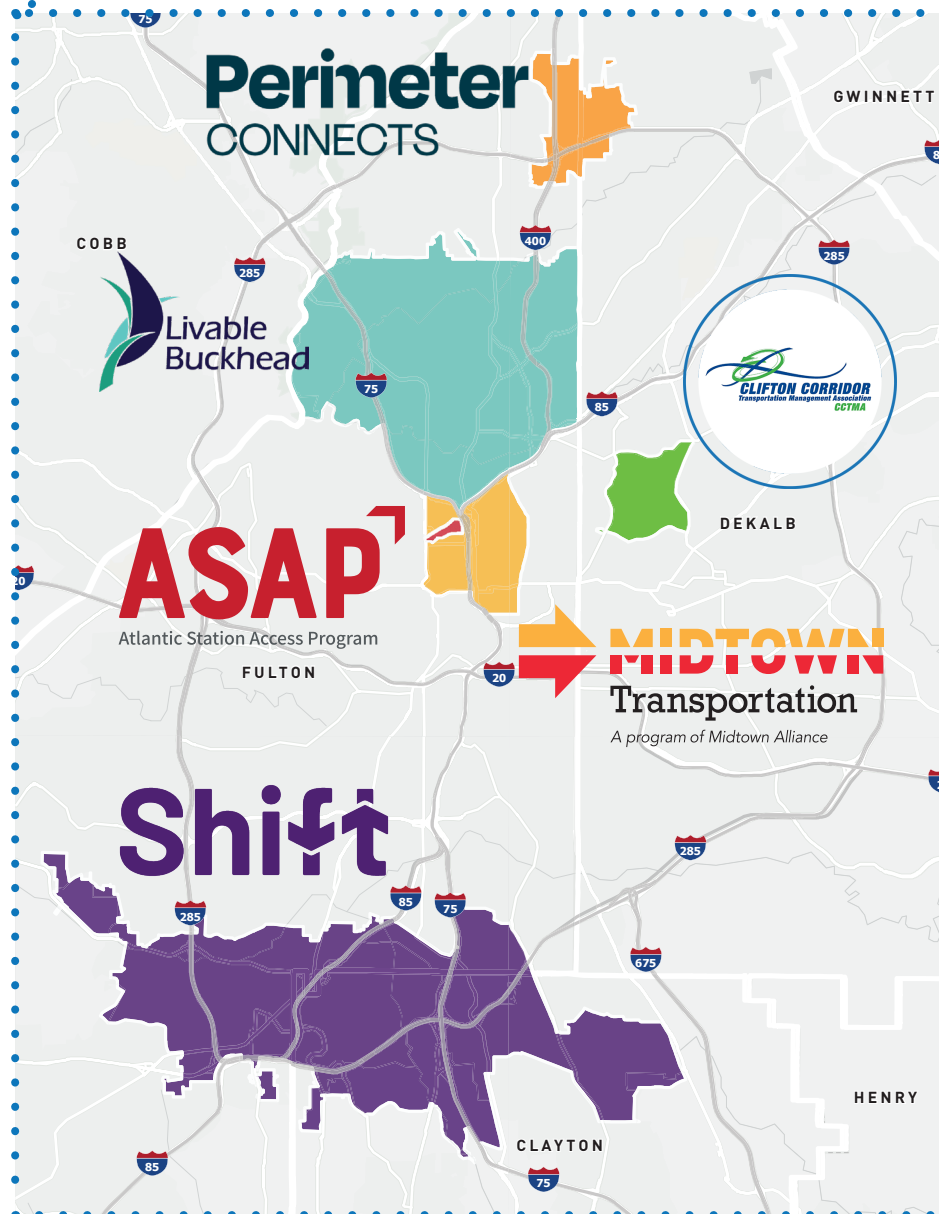 75
Perimeter
CONNECTS
GWINNETT
COBB
400
285
285
Livable
Buckhead
75
85
CLIFTON CORRIDOR
Transportation Management Association
CCTMA
DEKALB
ASAP
20
Atlantic Station Access Program
FULTON
20
MIDTOWN
Transportation
A program of Midtown Alliance
Shift
285
285
85
75
675
HENRY
CLAYTON
85
75